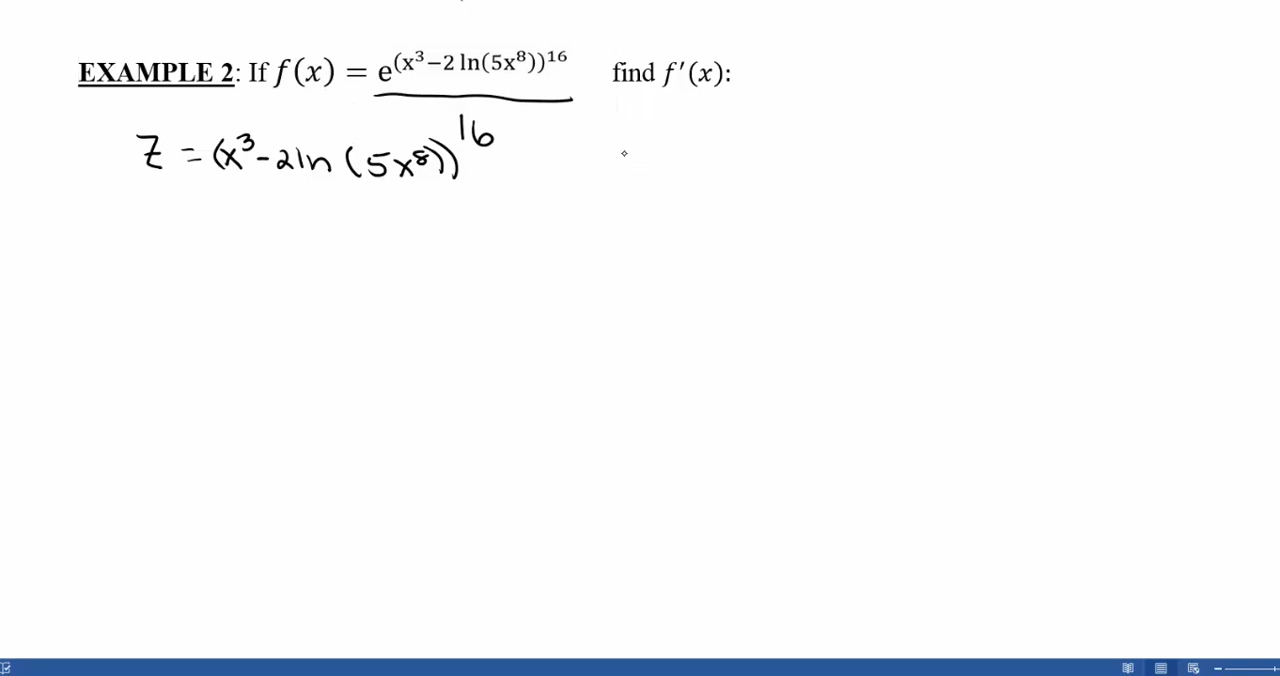 EXAMPLE 2: If f(x) = e^(x³−2 ln(5x⁸))¹⁶ find f′(x):
z = (x³ - 2ln (5x⁸))¹⁶